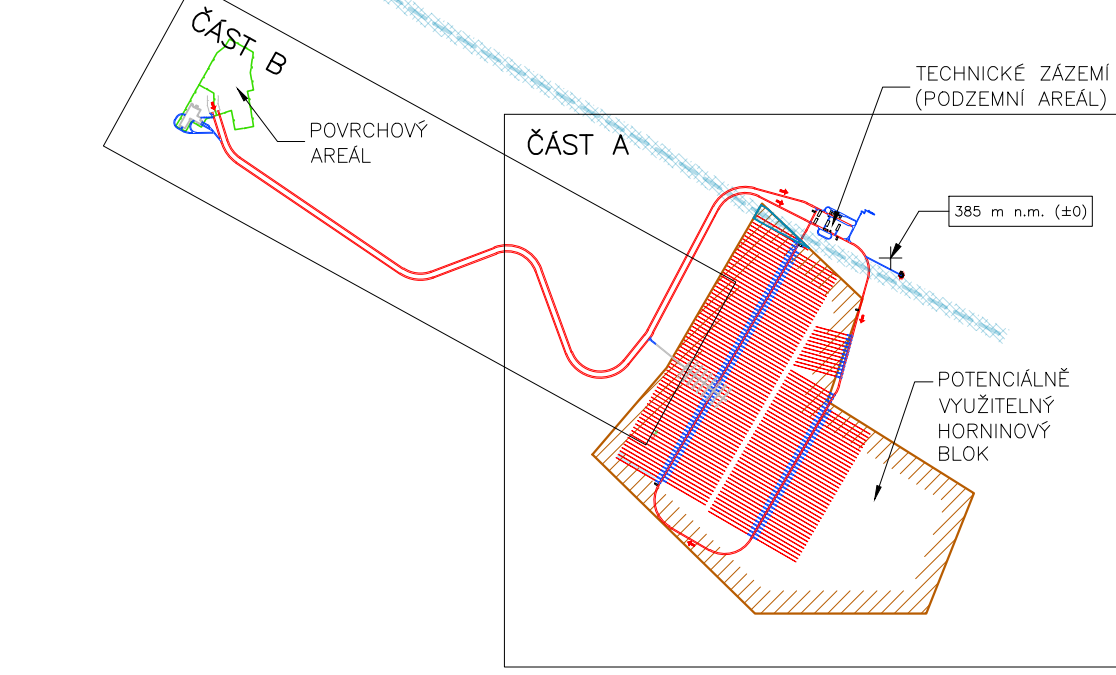 ČÁST B
TECHNICKÉ ZÁZEMÍ
(PODZEMNÍ AREÁL)
POVRCHOVÝ
AREÁL
ČÁST A
385 m n.m. (±0)
POTENCIÁLNĚ
VYUŽITELNÝ
HORNINOVÝ
BLOK